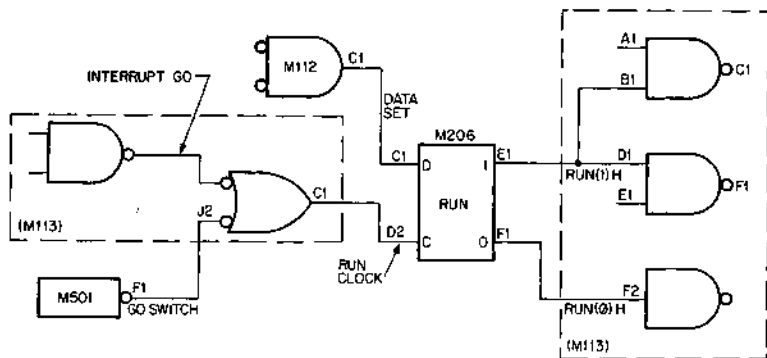 A1
C1
B1
INTERRUPT GO
M112
C1
DATA
SET
M206
C1
D
1
E1
D1
F1
RUN(1)H
E1
RUN
(M113)
J2
C1
D2
C
0
F1
RUN
CLOCK
M501
F1
GO SWITCH
F2
RUN(0)H
(M113)